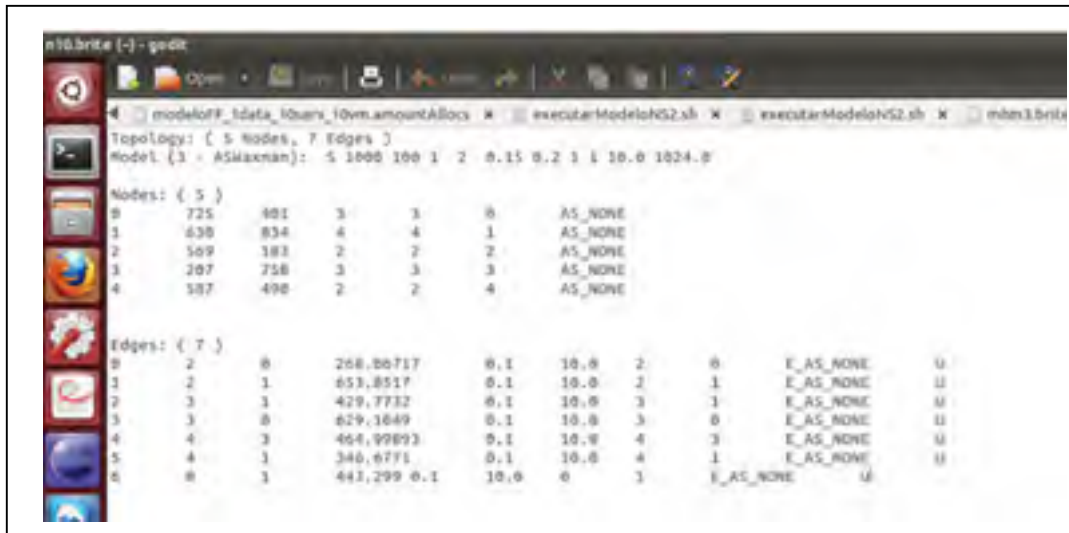 n10.brite (~) - gedit
Open
modeloFF_1data_10serv_10vm.amountAllocs × executarModeloNS2.sh × executarModeloNS2.sh × mhm3.brite
Topology: ( 5 Nodes, 7 Edges )
Model (3 - ASWaxman): 5 1000 100 1 2 0.15 0.2 1 1 10.0 1024.0
Nodes: ( 5 )
0 725 401 3 3 0 AS_NONE
1 630 834 4 4 1 AS_NONE
2 569 183 2 2 2 AS_NONE
3 207 758 3 3 3 AS_NONE
4 587 490 2 2 4 AS_NONE
Edges: ( 7 )
0 2 0 268.06717 0.1 10.0 2 0 E_AS_NONE U
1 2 1 653.8517 0.1 10.0 2 1 E_AS_NONE U
2 3 1 429.7732 0.1 10.0 3 1 E_AS_NONE U
3 3 0 629.1049 0.1 10.0 3 0 E_AS_NONE U
4 4 3 464.99893 0.1 10.0 4 3 E_AS_NONE U
5 4 1 346.6771 0.1 10.0 4 1 E_AS_NONE U
6 0 1 443.299 0.1 10.0 0 1 E_AS_NONE U